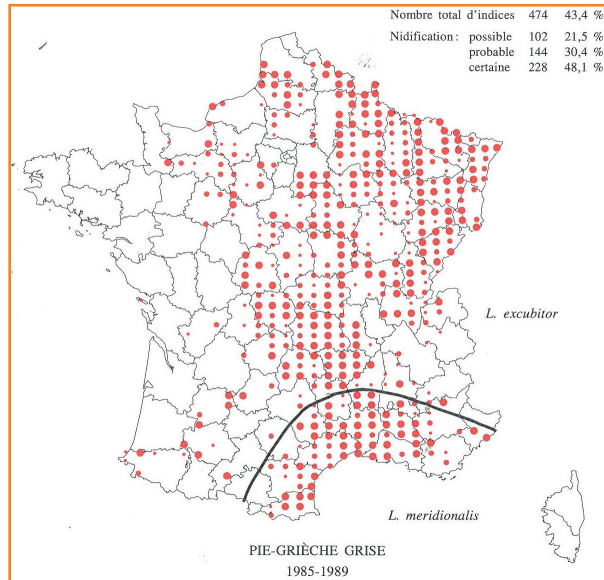 Nombre total d'indices 474 43,4 %
Nidification : possible 102 21,5 %
probable 144 30,4 %
certaine 228 48,1 %
L. excubitor
L. meridionalis
PIE-GRIÈCHE GRISE
1985-1989